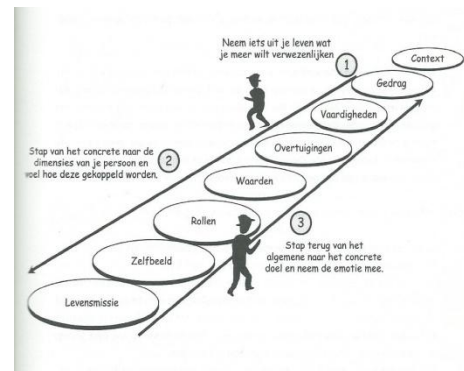 Neem iets uit je leven wat
je meer wilt verwezenlijken
1
Context
Gedrag
Vaardigheden
Overtuigingen
Waarden
Rollen
Zelfbeeld
Levensmissie
Stap van het concrete naar de
dimensies van je persoon en
voel hoe deze gekoppeld worden.
2
3
Stap terug van het
algemene naar het concrete
doel en neem de emotie mee.